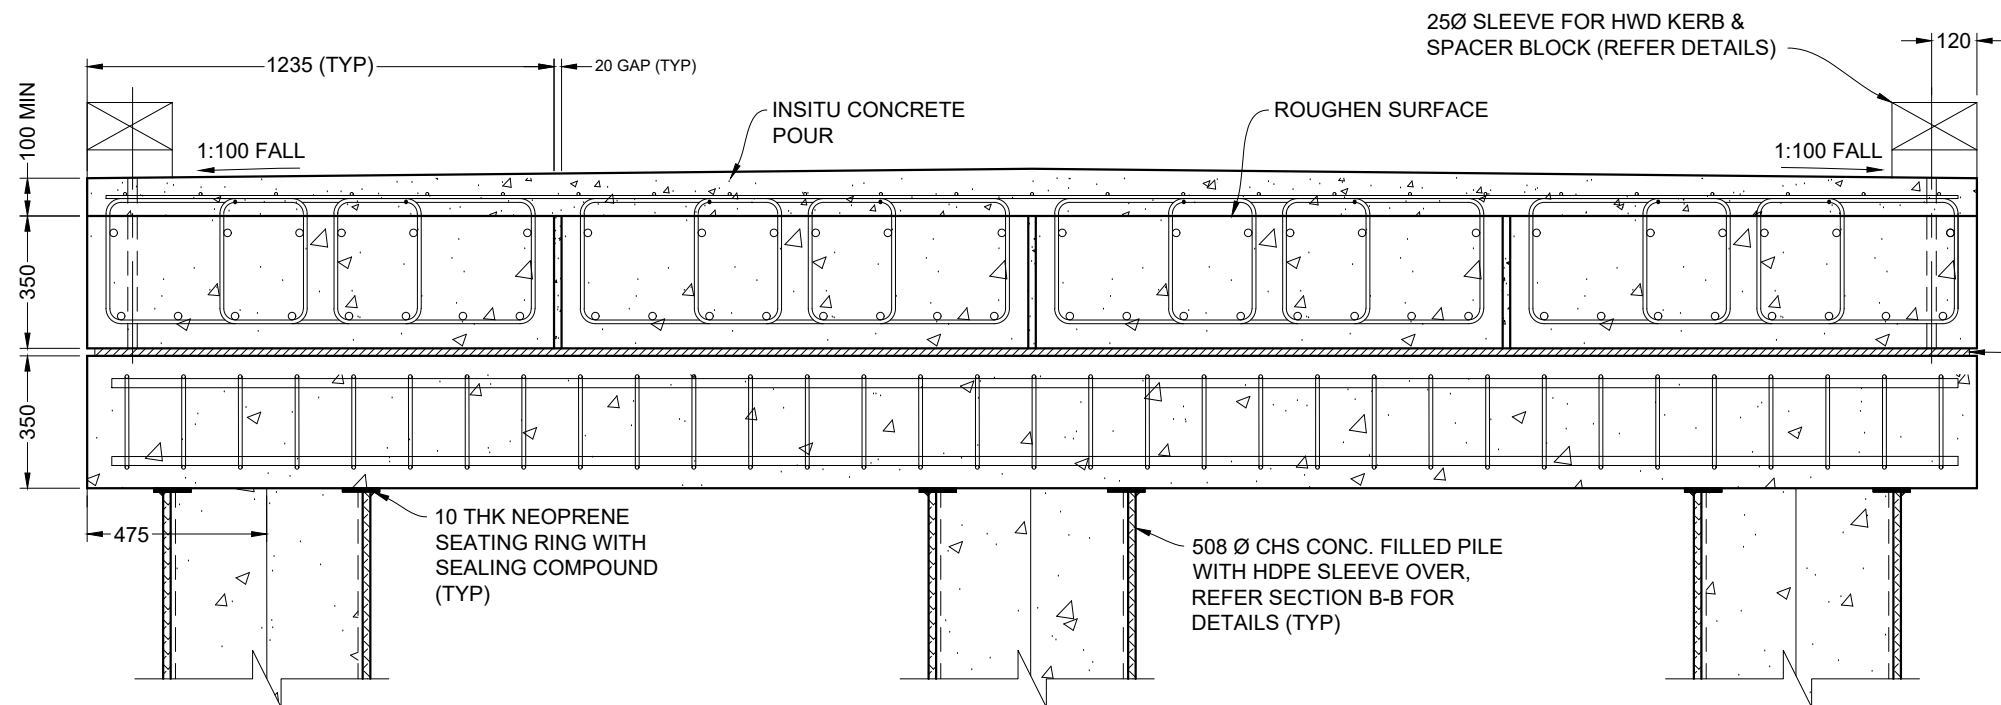 25Ø SLEEVE FOR HWD KERB &
SPACER BLOCK (REFER DETAILS)
120
1235 (TYP)
20 GAP (TYP)
100 MIN
INSITU CONCRETE
POUR
ROUGHEN SURFACE
1:100 FALL
1:100 FALL
350
350
475
10 THK NEOPRENE
SEATING RING WITH
SEALING COMPOUND
(TYP)
508 Ø CHS CONC. FILLED PILE
WITH HDPE SLEEVE OVER,
REFER SECTION B-B FOR
DETAILS (TYP)